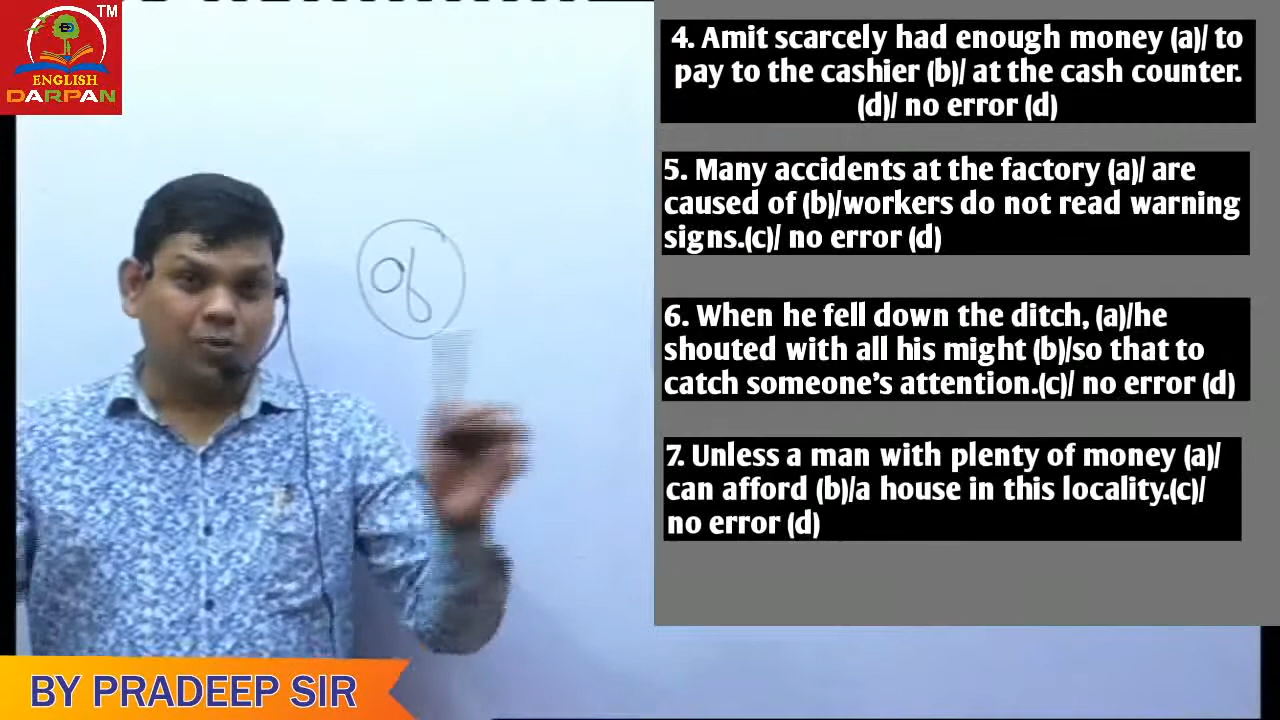 TM
ENGLISH
DARPAN
4. Amit scarcely had enough money (a)/ to
pay to the cashier (b)/ at the cash counter.
(d)/ no error (d)
5. Many accidents at the factory (a)/ are
caused of (b)/workers do not read warning
signs.(c)/ no error (d)
6. When he fell down the ditch, (a)/he
shouted with all his might (b)/so that to
catch someone’s attention.(c)/ no error (d)
7. Unless a man with plenty of money (a)/
can afford (b)/a house in this locality.(c)/
no error (d)
BY PRADEEP SIR